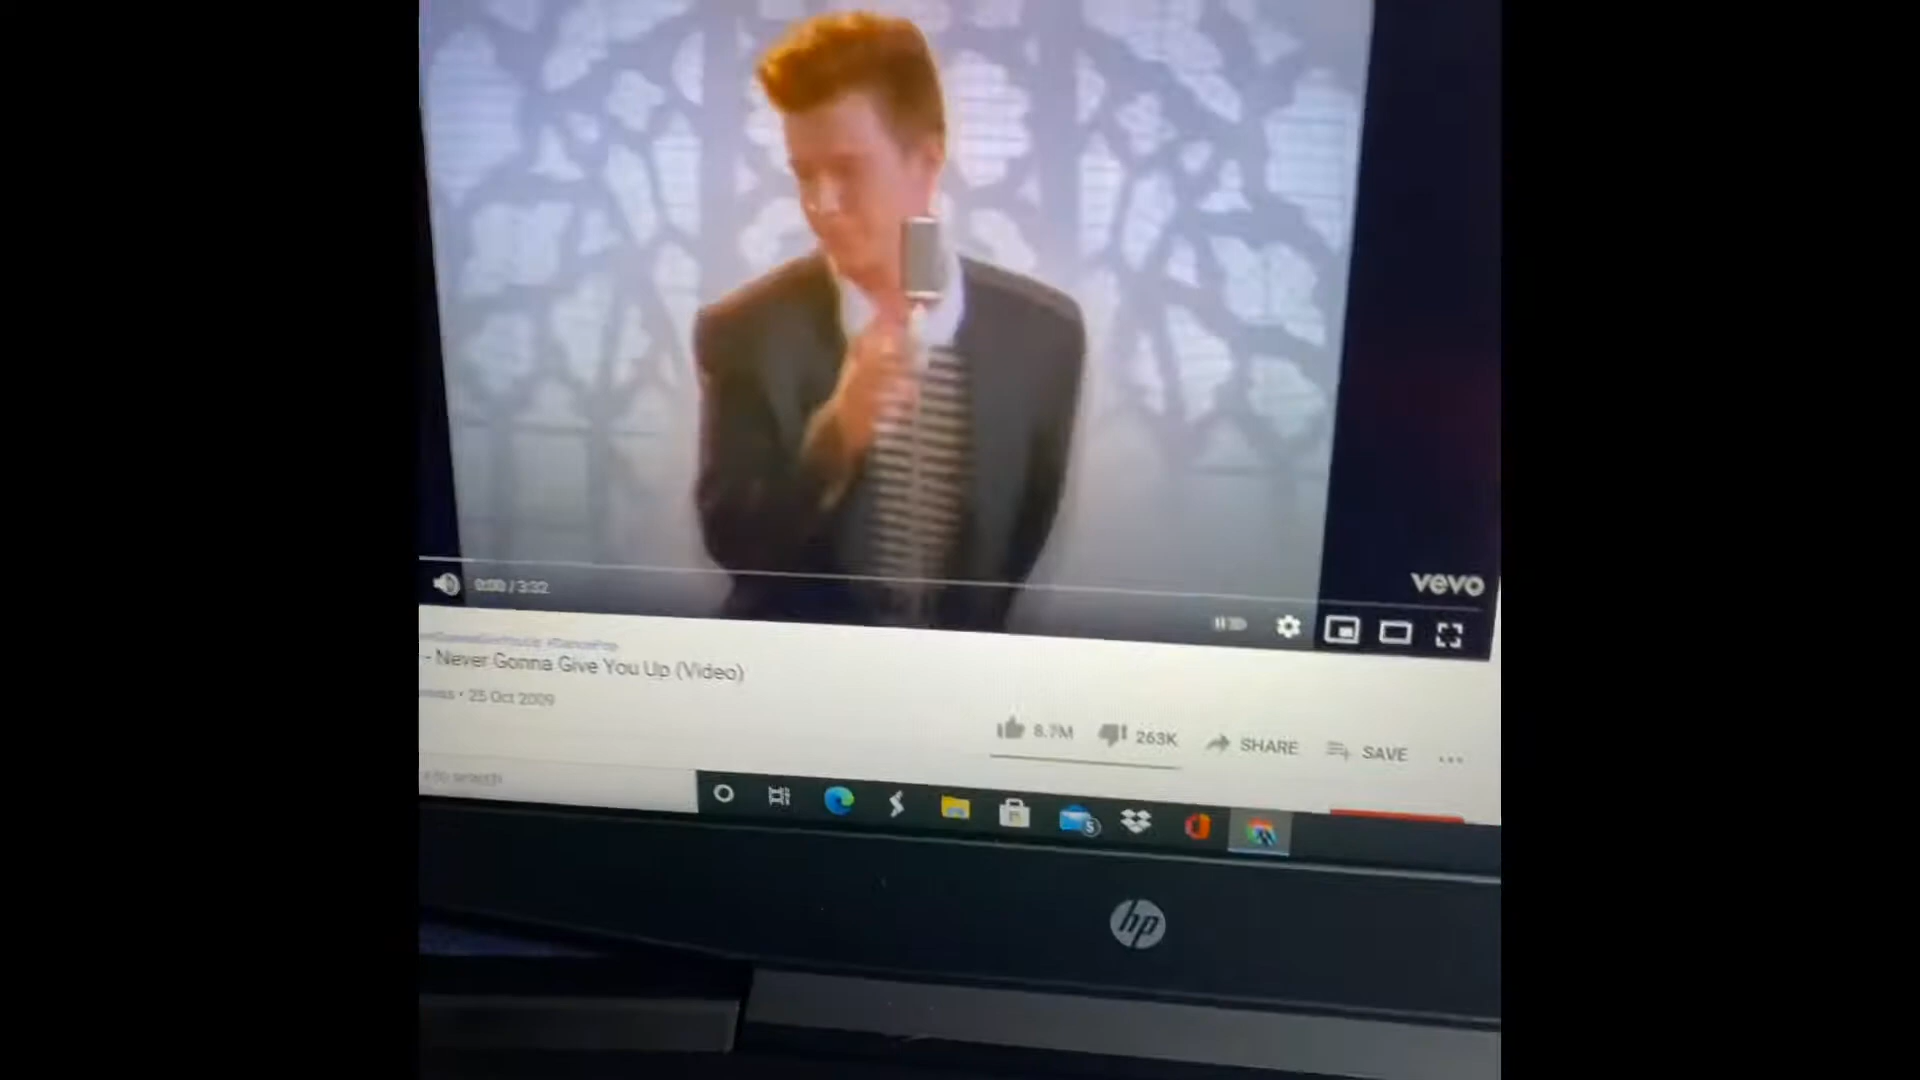 vevo
0:00 / 3:32
- Never Gonna Give You Up (Video)
25 Oct 2009
8.7M 263K SHARE SAVE
5
hp